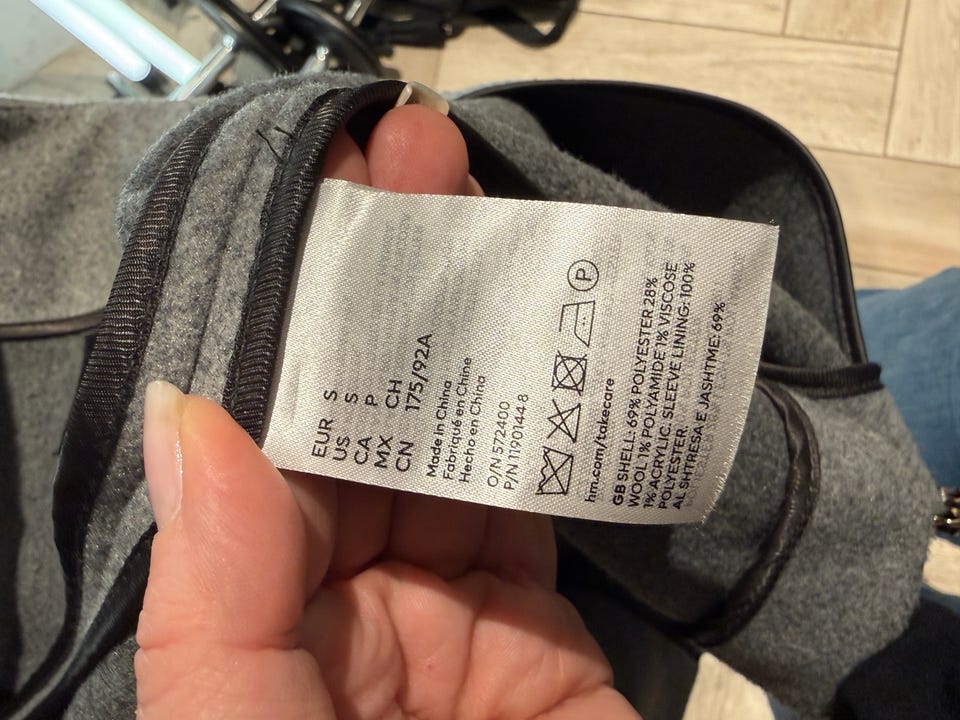 EUR S
US S
CA P
MX CH
CN 175/92A
Made in China
Fabriqué en Chine
Hecho en China
O/N 572400
P/N 1190144 8
P
hm.com/takecare
GB SHELL: 69% POLYESTER 28%
WOOL 1% POLYAMIDE 1% VISCOSE
1% ACRYLIC. SLEEVE LINING: 100%
POLYESTER
AL SHTRESA E JASHTME: 69%